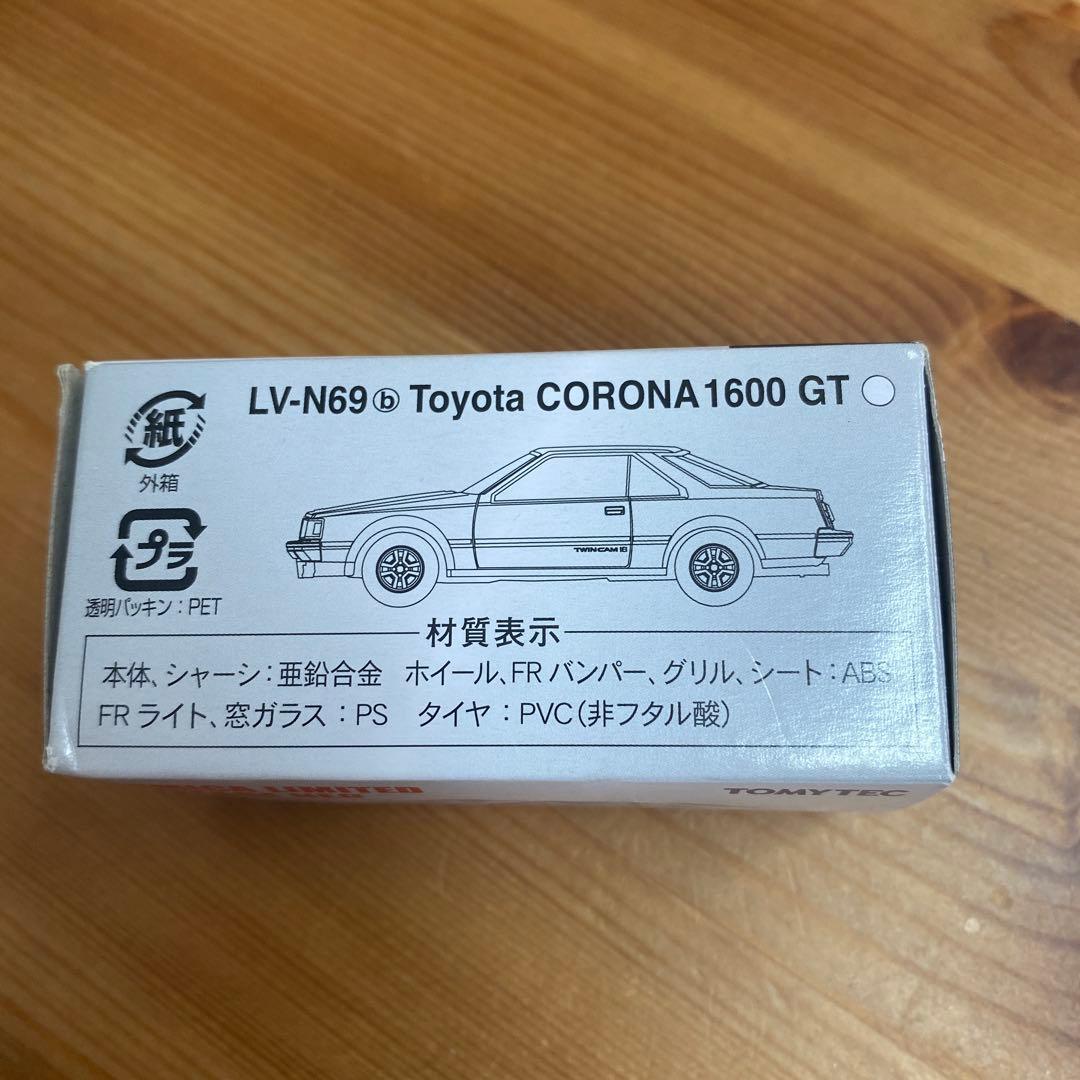 LV-N69 ⓑ Toyota CORONA 1600 GT
紙
外箱
プラ
透明パッキン：PET
TWINCAM 16
材質表示
本体、シャーシ：亜鉛合金　ホイール、FR バンパー、グリル、シート：ABS
FR ライト、窓ガラス：PS　タイヤ：PVC（非フタル酸）
LIMITED
TOMYTEC